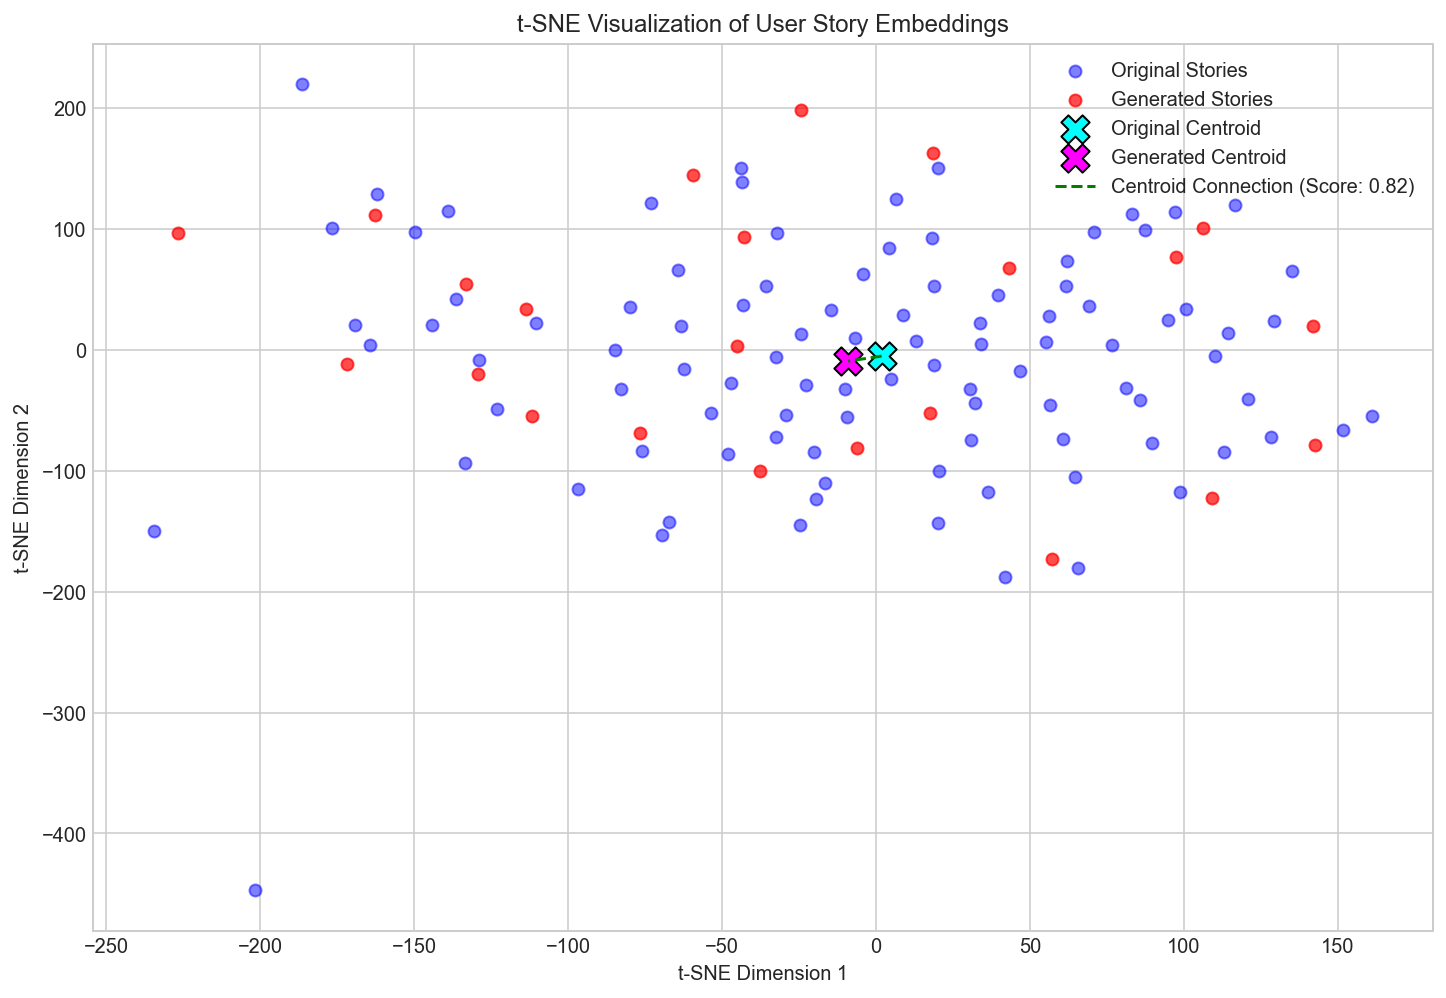 t-SNE Visualization of User Story Embeddings
Original Stories
Generated Stories
Original Centroid
Generated Centroid
Centroid Connection (Score: 0.82)
t-SNE Dimension 2
200
100
0
−100
−200
−300
−400
−250
−200
−150
−100
−50
0
50
100
150
t-SNE Dimension 1